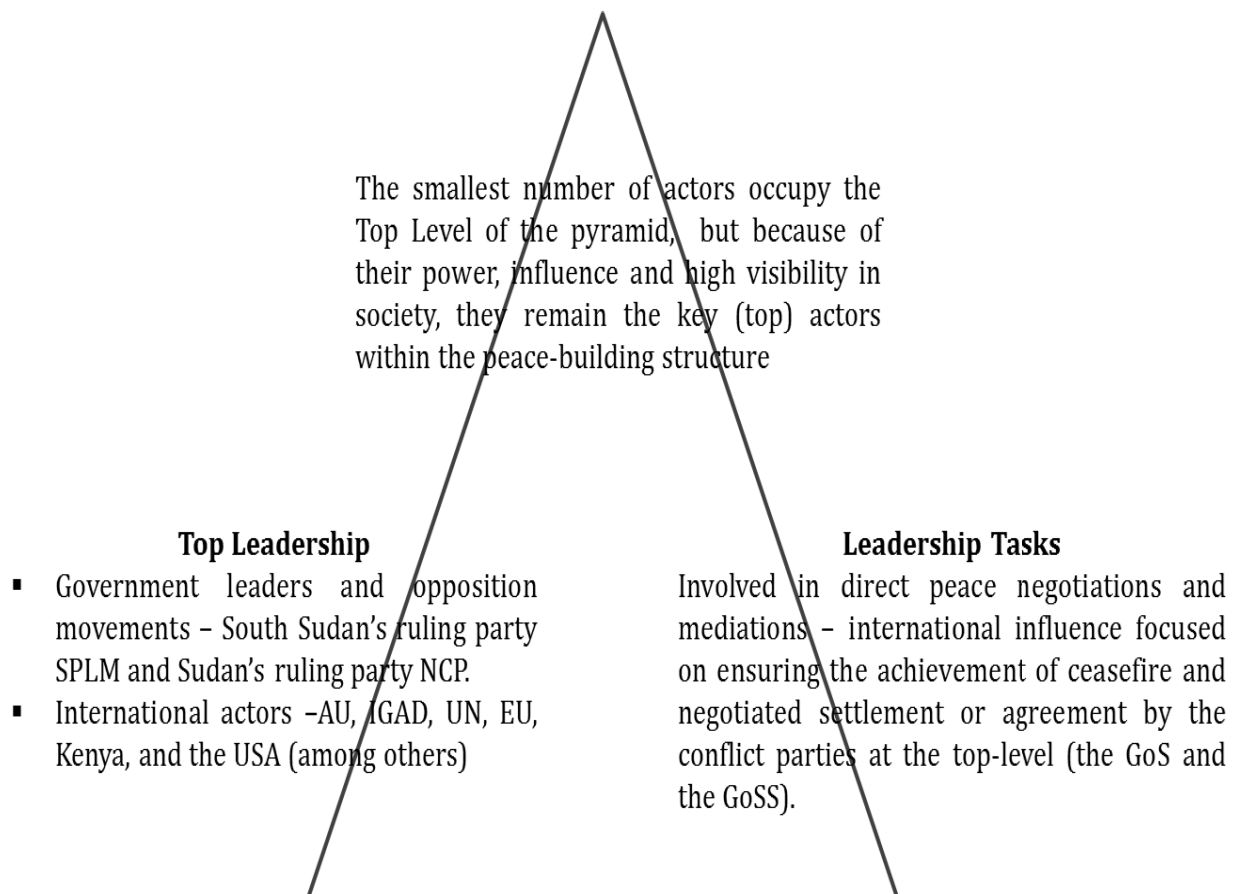 The smallest number of actors occupy the
Top Level of the pyramid, but because of
their power, influence and high visibility in
society, they remain the key (top) actors
within the peace-building structure
Top Leadership
▪ Government leaders and opposition
movements – South Sudan's ruling party
SPLM and Sudan's ruling party NCP.
▪ International actors –AU, IGAD, UN, EU,
Kenya, and the USA (among others)
Leadership Tasks
Involved in direct peace negotiations and
mediations – international influence focused
on ensuring the achievement of ceasefire and
negotiated settlement or agreement by the
conflict parties at the top-level (the GoS and
the GoSS).